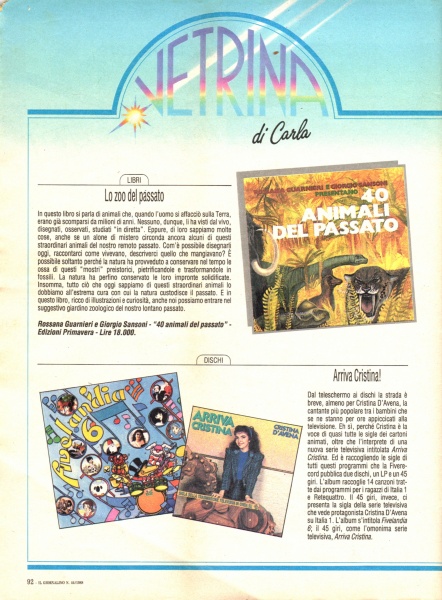 VETRINA
di Carla
LIBRI
Lo zoo del passato
In questo libro si parla di animali che, quando l'uomo si affacciò sulla Terra,
erano già scomparsi da milioni di anni. Nessuno, dunque, li ha visti dal vivo,
disegnati, osservati, studiati "in diretta". Eppure, di loro sappiamo molte
cose, anche se un alone di mistero circonda ancora alcuni di questi
straordinari animali del nostro remoto passato. Com'è possibile disegnarli
oggi, raccontarci come vivevano, descriverci quello che mangiavano? È
possibile soltanto perché la natura ha provveduto a conservare nel tempo le
ossa di questi "mostri" preistorici, pietrificandole e trasformandole in
fossili. La natura ha perfino conservato le loro impronte solidificate.
Insomma, tutto ciò che oggi sappiamo di questi straordinari animali lo
dobbiamo all'estrema cura con cui la natura custodisce il passato. E in
questo libro, ricco di illustrazioni e curiosità, anche noi possiamo entrare nel
suggestivo giardino zoologico del nostro lontano passato.
Rossana Guarnieri e Giorgio Sansoni - "40 animali del passato" -
Edizioni Primavera - Lire 18.000.
ROSSANA GUARNIERI E GIORGIO SANSONI
PRESENTANO
40
ANIMALI
DEL PASSATO
DISCHI
Arriva Cristina!
Dal teleschermo ai dischi la strada è
breve, almeno per Cristina D'Avena, la
cantante più popolare tra i bambini che
se ne stanno per ore appiccicati alla
televisione. Eh sì, perché Cristina è la
voce di quasi tutte le sigle dei cartoni
animati, oltre che l'interprete di una
nuova serie televisiva intitolata Arriva
Cristina. Ed è raccogliendo le sigle di
tutti questi programmi che la Fivere-
cord pubblica due dischi, un LP e un 45
giri. L'album raccoglie 14 canzoni trat-
te dai programmi per i ragazzi di Italia 1
e Retequattro. Il 45 giri, invece, ci
presenta la sigla della serie televisiva
che vede protagonista Cristina D'Avena
su Italia 1. L'album s'intitola Fivelandia
6; il 45 giri, come l'omonima serie
televisiva, Arriva Cristina.
Fivelandia
6
ARRIVA
CRISTINA
CRISTINA
D'AVENA
92